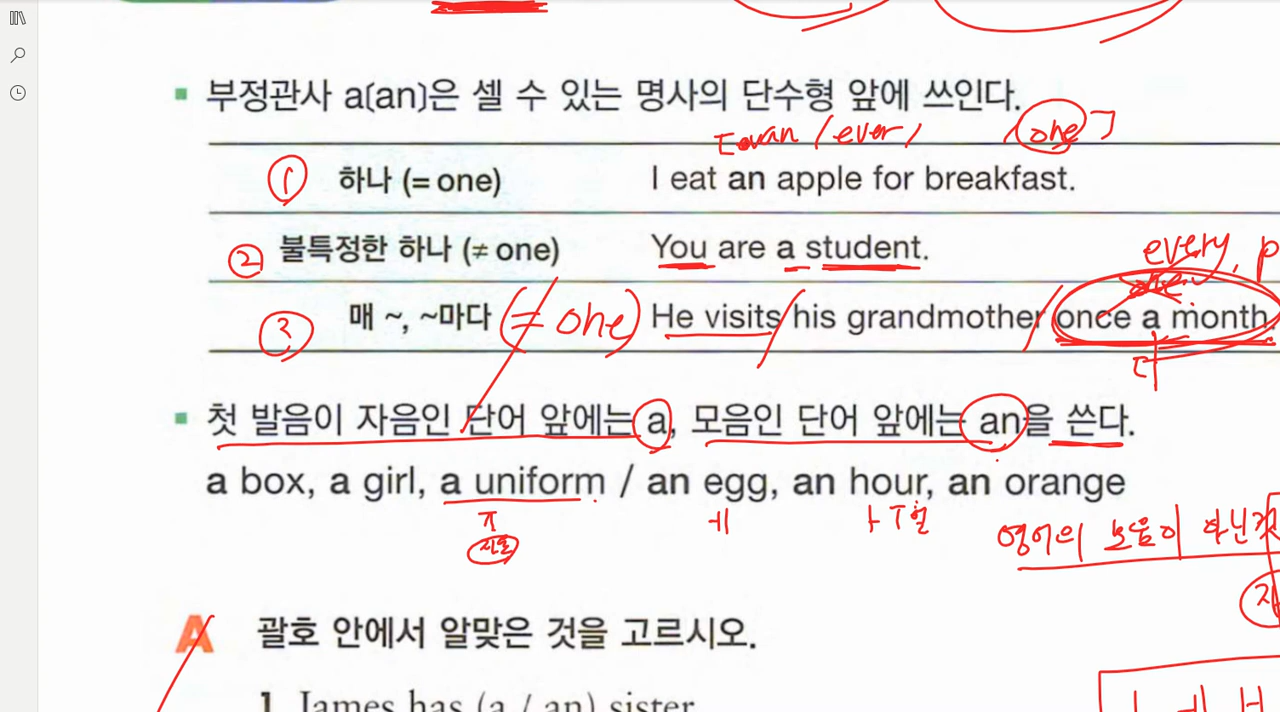 부정관사 a(an)은 셀 수 있는 명사의 단수형 앞에 쓰인다.
(ever) (one)
① 하나 (= one) I eat an apple for breakfast.
② 불특정한 하나 (≠ one) You are a student.
every, p
③ 매 ~, ~마다 (≠ one) He visits his grandmother once a month.
첫 발음이 자음인 단어 앞에는 a, 모음인 단어 앞에는 an을 쓴다.
a box, a girl, a uniform / an egg, an hour, an orange
ㅠ ㅔ ㅏㅜ
자음
영어의 모음이 아닌
A 괄호 안에서 알맞은 것을 고르시오.
1 James has (a / an) sister